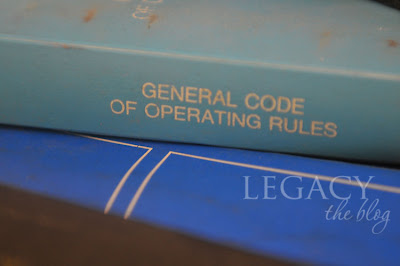 GENERAL CODE
OF OPERATING RULES
LEGACY
the blog